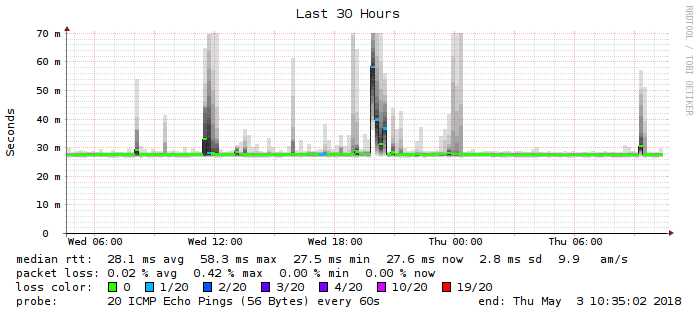 Last 30 Hours
RRDTOOL / TOBI OETIKER
Seconds
70 m
60 m
50 m
40 m
30 m
20 m
10 m
0
Wed 06:00 Wed 12:00 Wed 18:00 Thu 00:00 Thu 06:00
median rtt: 28.1 ms avg 58.3 ms max 27.5 ms min 27.6 ms now 2.8 ms sd 9.9 am/s
packet loss: 0.02 % avg 0.42 % max 0.00 % min 0.00 % now
loss color: 0 1/20 2/20 3/20 4/20 10/20 19/20
probe: 20 ICMP Echo Pings (56 Bytes) every 60s end: Thu May 3 10:35:02 2018